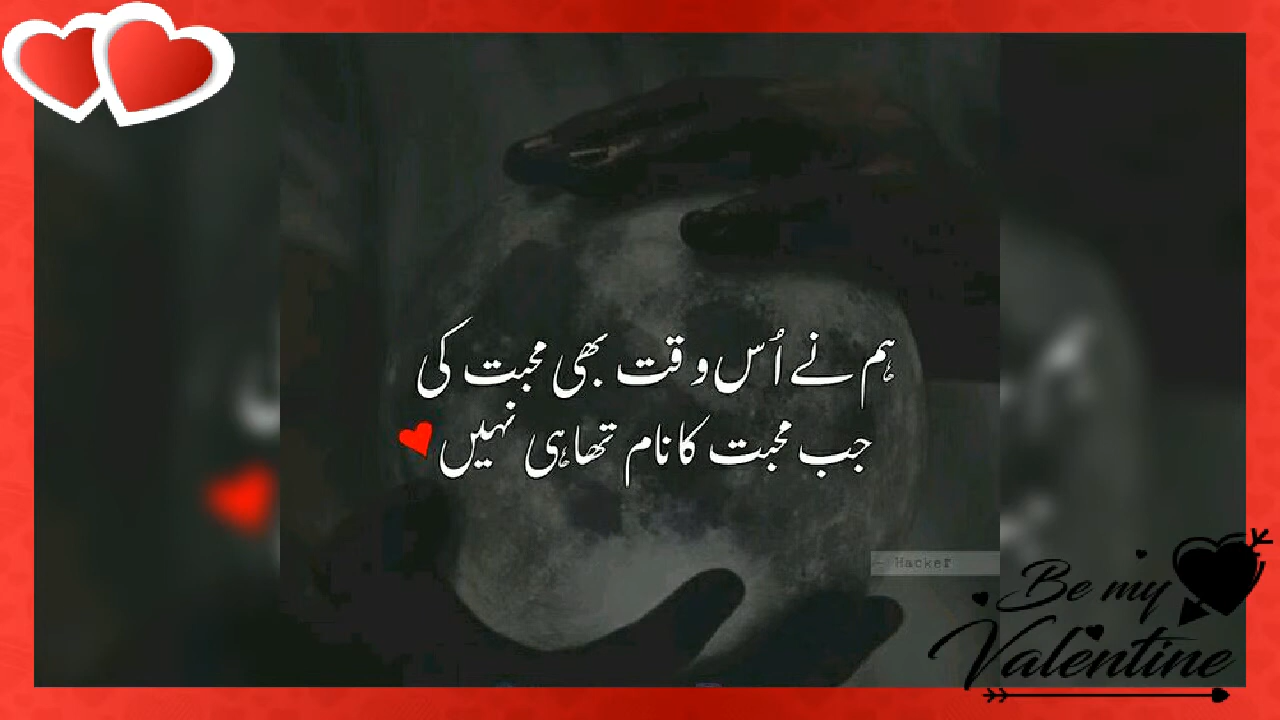 ہم نے اُس وقت بھی محبت کی
جب محبت کا نام تھا ہی نہیں
- Hacker
Be my
Valentine